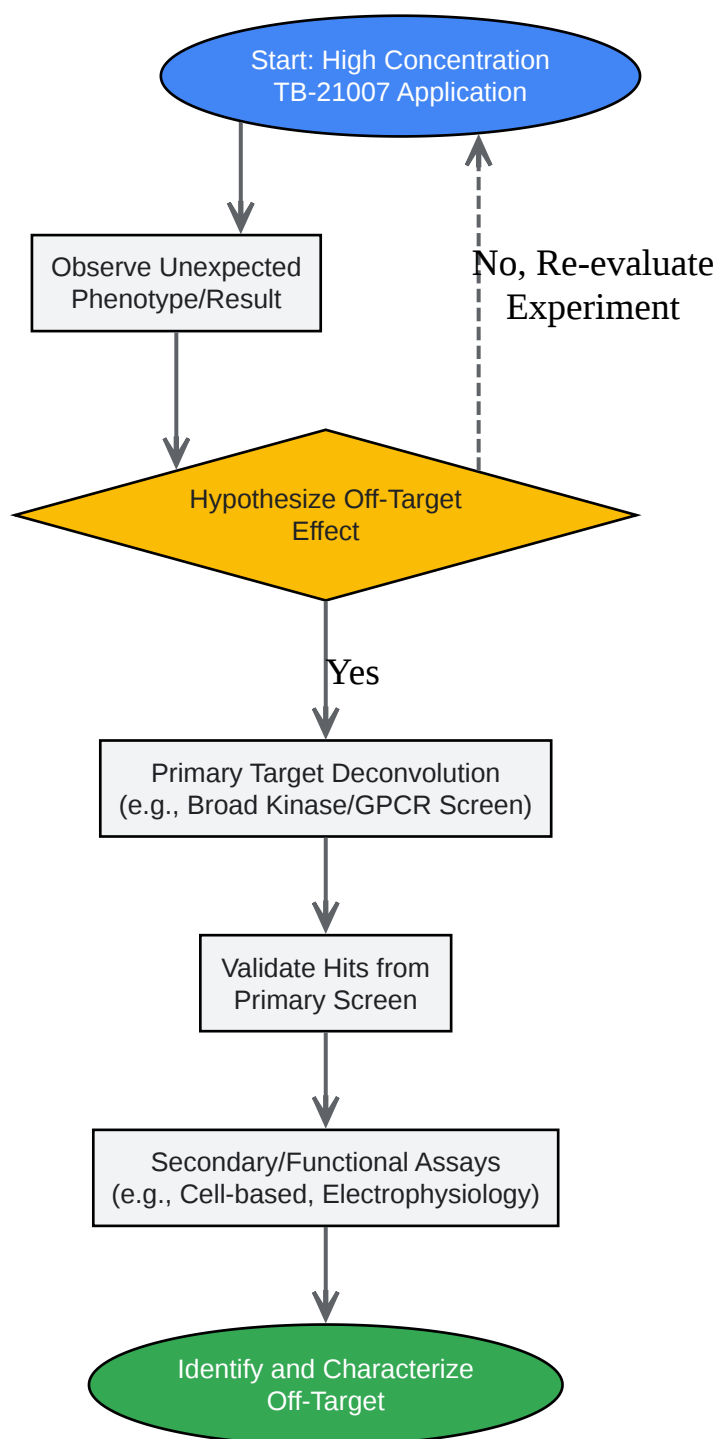 Start: High Concentration
TB-21007 Application
Observe Unexpected
Phenotype/Result
No, Re-evaluate
Experiment
Hypothesize Off-Target
Effect
Yes
Primary Target Deconvolution
(e.g., Broad Kinase/GPCR Screen)
Validate Hits from
Primary Screen
Secondary/Functional Assays
(e.g., Cell-based, Electrophysiology)
Identify and Characterize
Off-Target